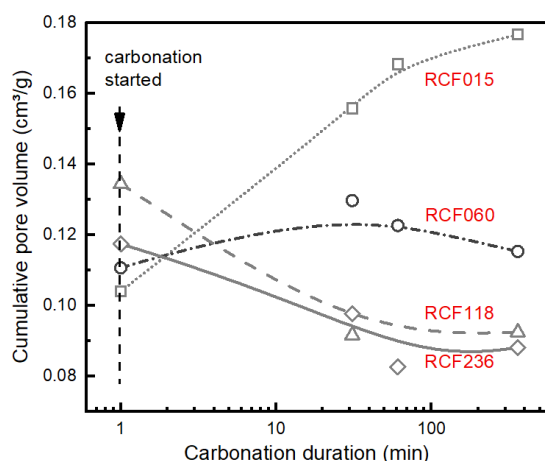 0.18
carbonation
started
RCF015
0.16
0.14
RCF060
0.12
0.10
RCF118
RCF236
0.08
1
10
100
Carbonation duration (min)
Cumulative pore volume (cm³/g)